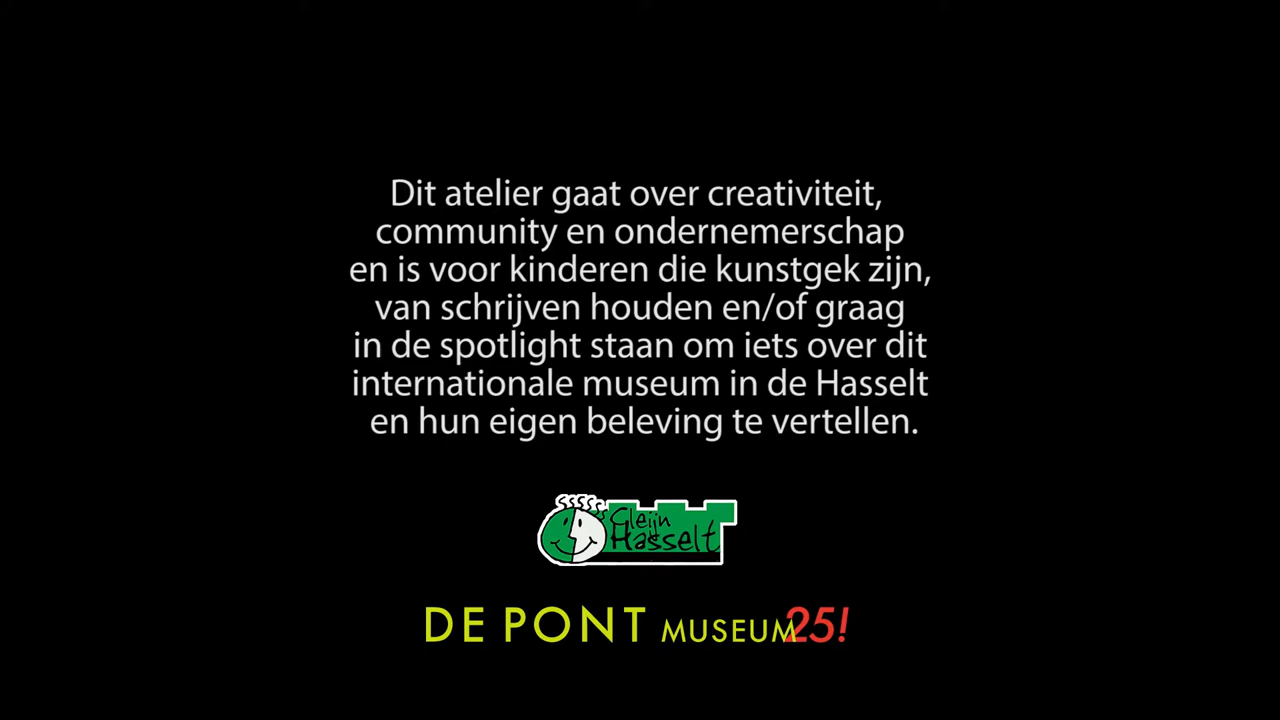 Dit atelier gaat over creativiteit,
community en ondernemerschap
en is voor kinderen die kunstgek zijn,
van schrijven houden en/of graag
in de spotlight staan om iets over dit
internationale museum in de Hasselt
en hun eigen beleving te vertellen.
Cleijn
Hasselt
DE PONT MUSEUM 25!